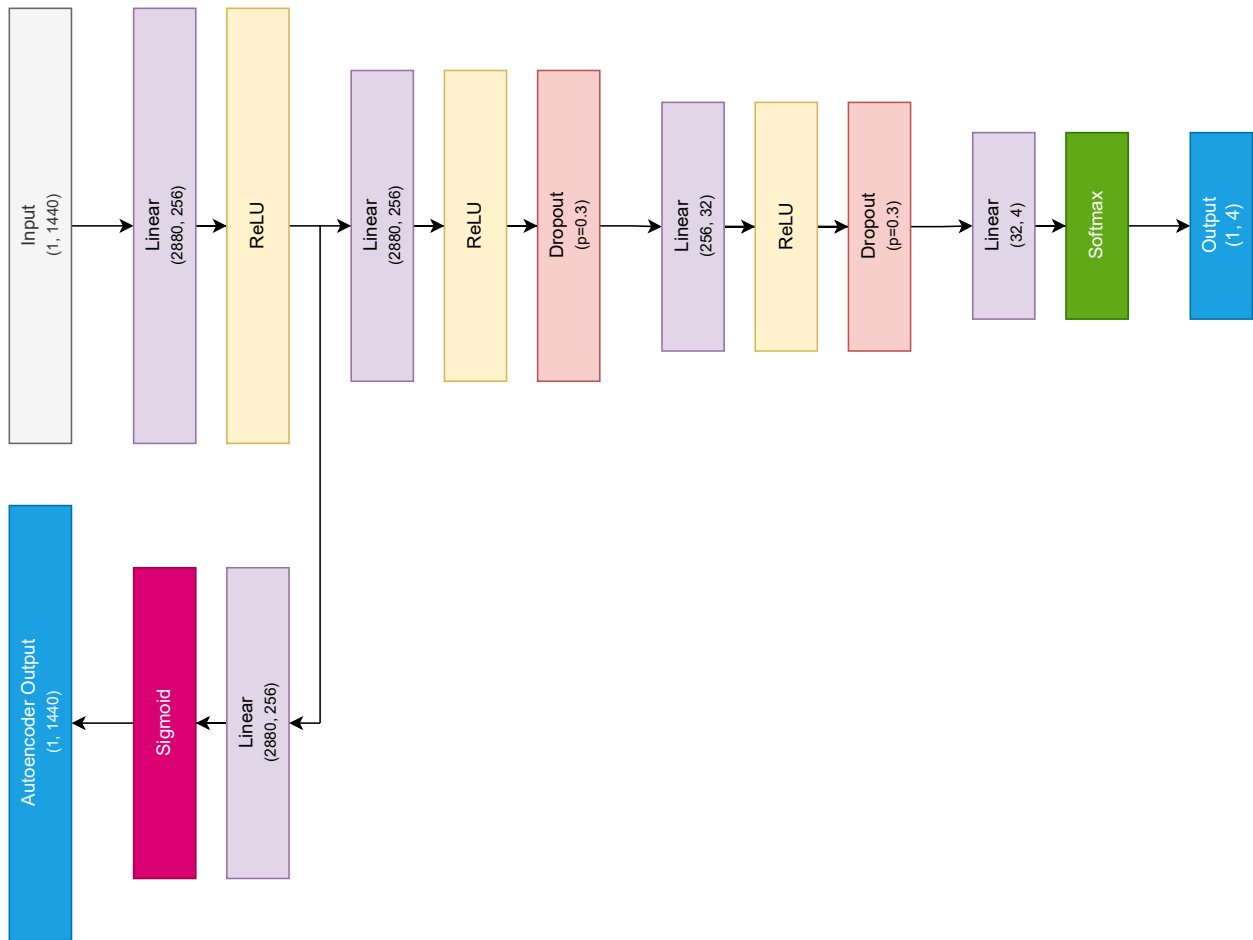 Input
(1, 1440)
Linear
(2880, 256)
ReLU
Linear
(2880, 256)
ReLU
Dropout
(p=0.3)
Linear
(256, 32)
ReLU
Dropout
(p=0.3)
Linear
(32, 4)
Softmax
Output
(1, 4)
Autoencoder Output
(1, 1440)
Sigmoid
Linear
(2880, 256)